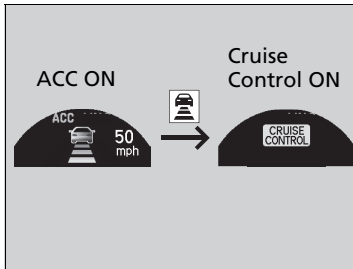 ACC ON
Cruise
Control ON
ACC
50
mph
CRUISE
CONTROL